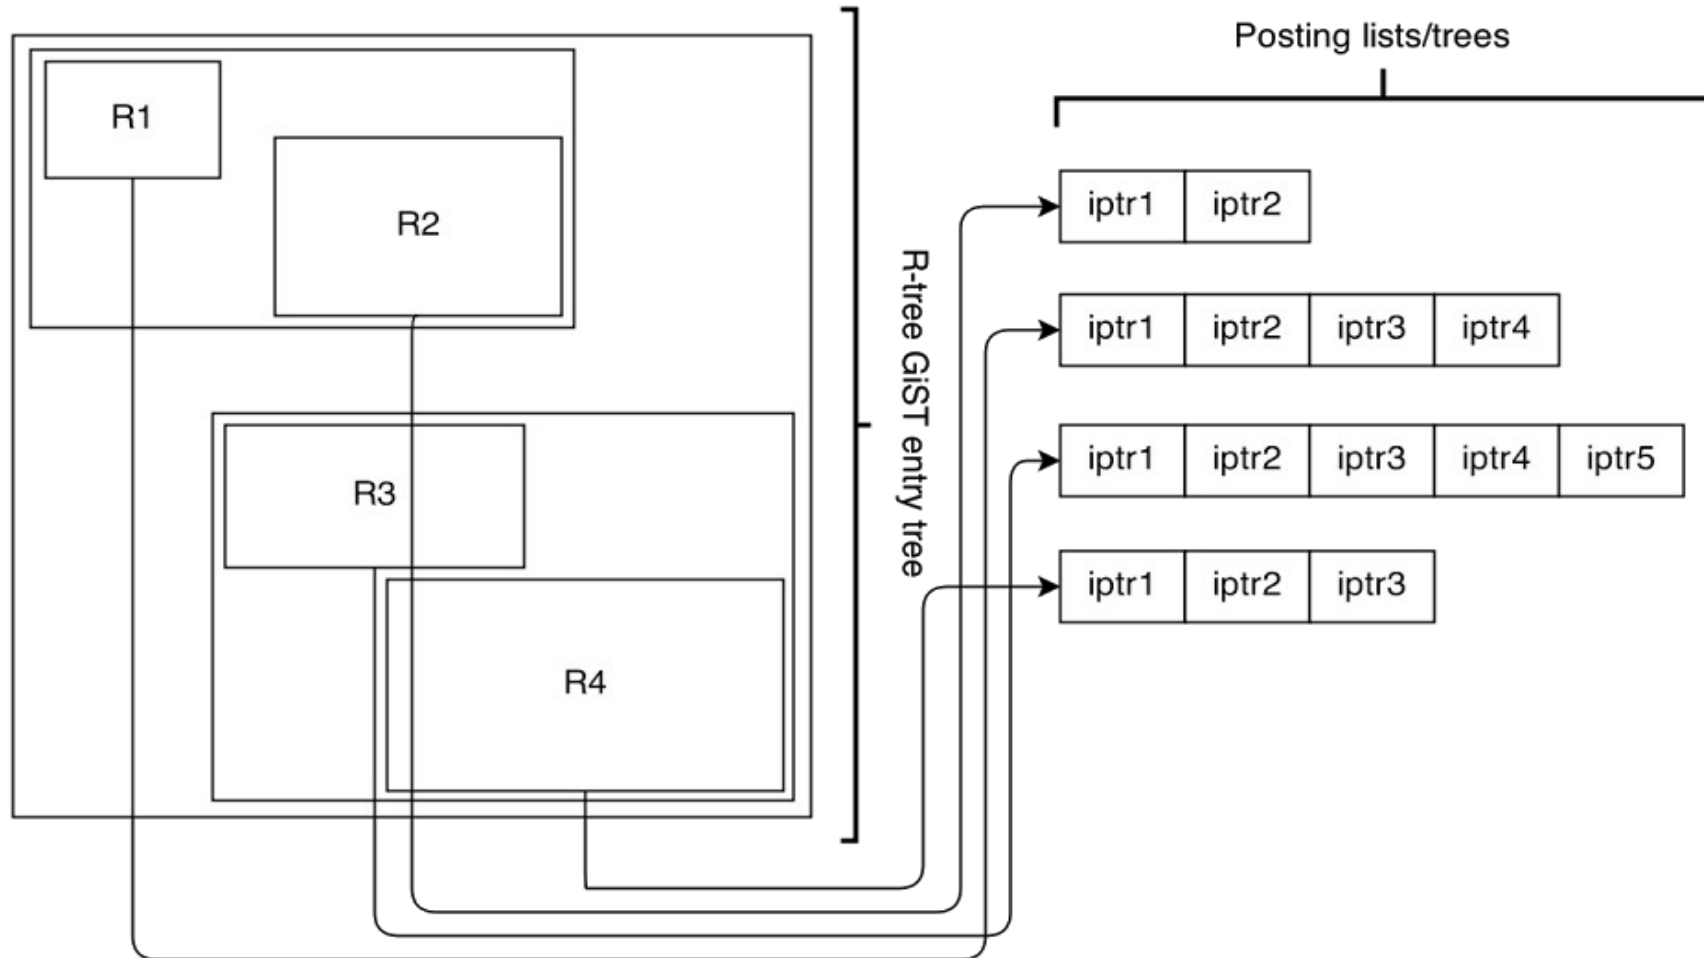 Posting lists/trees
R1
R2
R3
R4
R-tree GiST entry tree
iptr1 iptr2
iptr1 iptr2 iptr3 iptr4
iptr1 iptr2 iptr3 iptr4 iptr5
iptr1 iptr2 iptr3